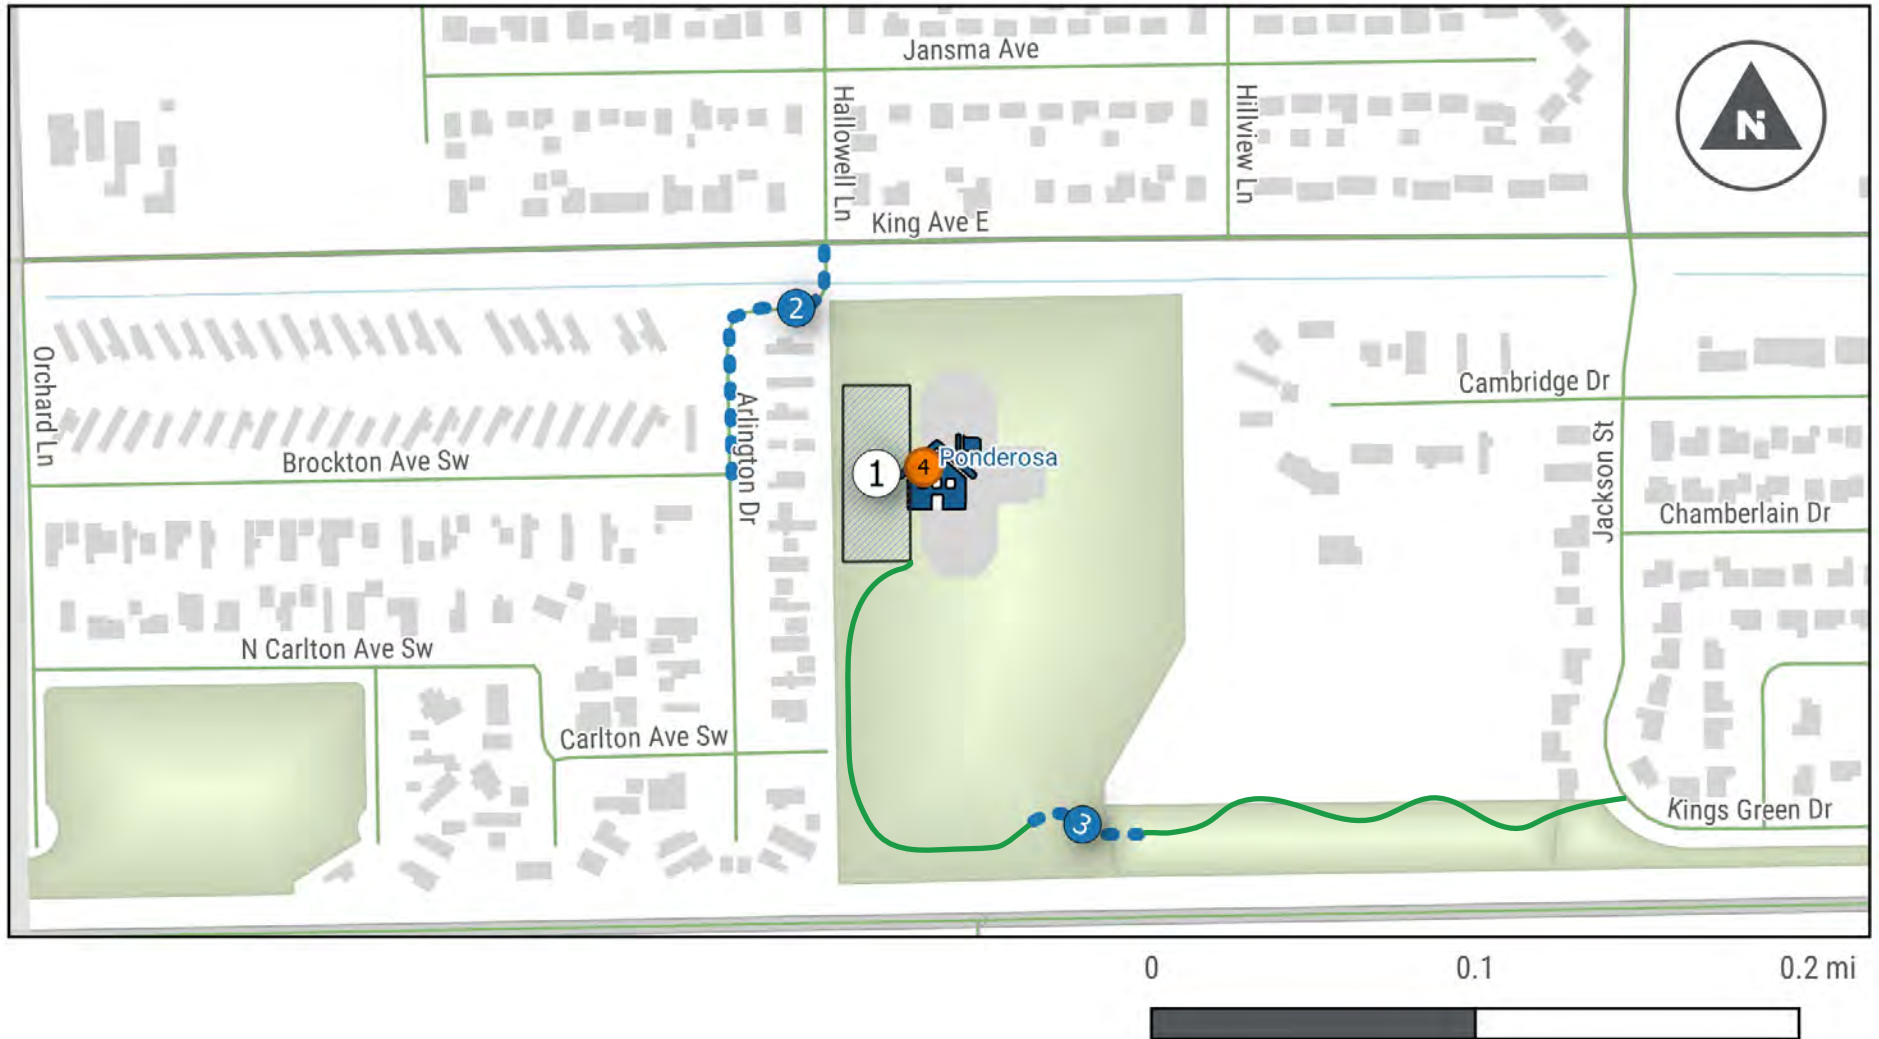 Jansma Ave
Hallowell Ln
Hillview Ln
N
King Ave E
2
Orchard Ln
Arlington Dr
Cambridge Dr
Brockton Ave Sw
1
4
Ponderosa
Jackson St
Chamberlain Dr
N Carlton Ave Sw
Carlton Ave Sw
3
Kings Green Dr
0
0.1
0.2 mi